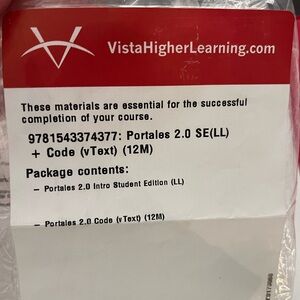 VistaHigherLearning.com
These materials are essential for the successful
completion of your course.
9781543374377: Portales 2.0 SE(LL)
+ Code (vText) (12M)
Package contents:
– Portales 2.0 Intro Student Edition (LL)
– Portales 2.0 Code (vText) (12M)